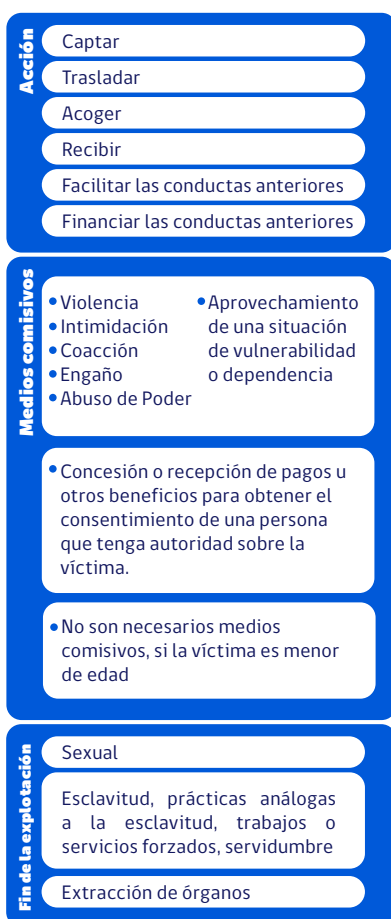 Acción
Captar
Trasladar
Acoger
Recibir
Facilitar las conductas anteriores
Financiar las conductas anteriores
Medios comisivos
• Violencia
• Intimidación
• Coacción
• Engaño
• Abuso de Poder
• Aprovechamiento
de una situación
de vulnerabilidad
o dependencia
• Concesión o recepción de pagos u
otros beneficios para obtener el
consentimiento de una persona
que tenga autoridad sobre la
víctima.
• No son necesarios medios
comisivos, si la víctima es menor
de edad
Fin de la explotación
Sexual
Esclavitud, prácticas análogas
a la esclavitud, trabajos o
servicios forzados, servidumbre
Extracción de órganos